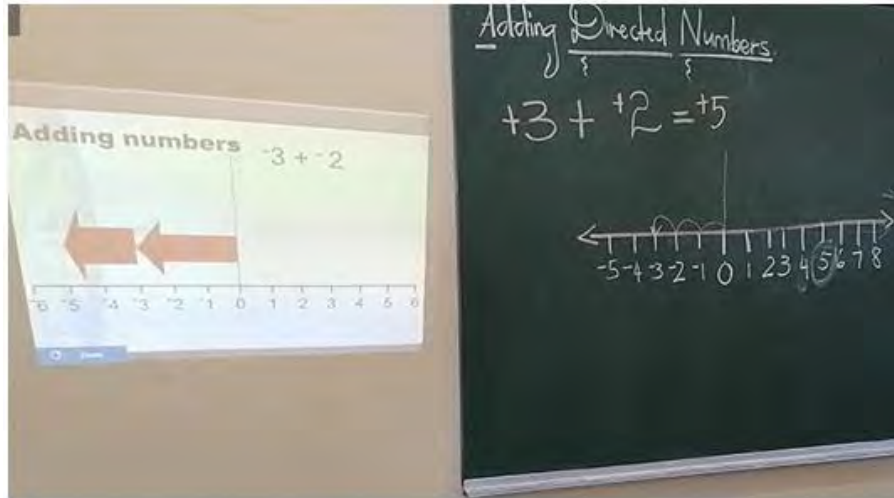 Adding numbers
⁻3 + ⁻2
⁻6 ⁻5 ⁻4 ⁻3 ⁻2 ⁻1 0 1 2 3 4 5 6
Adding Directed Numbers.
+3 + ⁺2 = ⁺5
-5 -4 -3 -2 -1 0 1 2 3 4 5 6 7 8